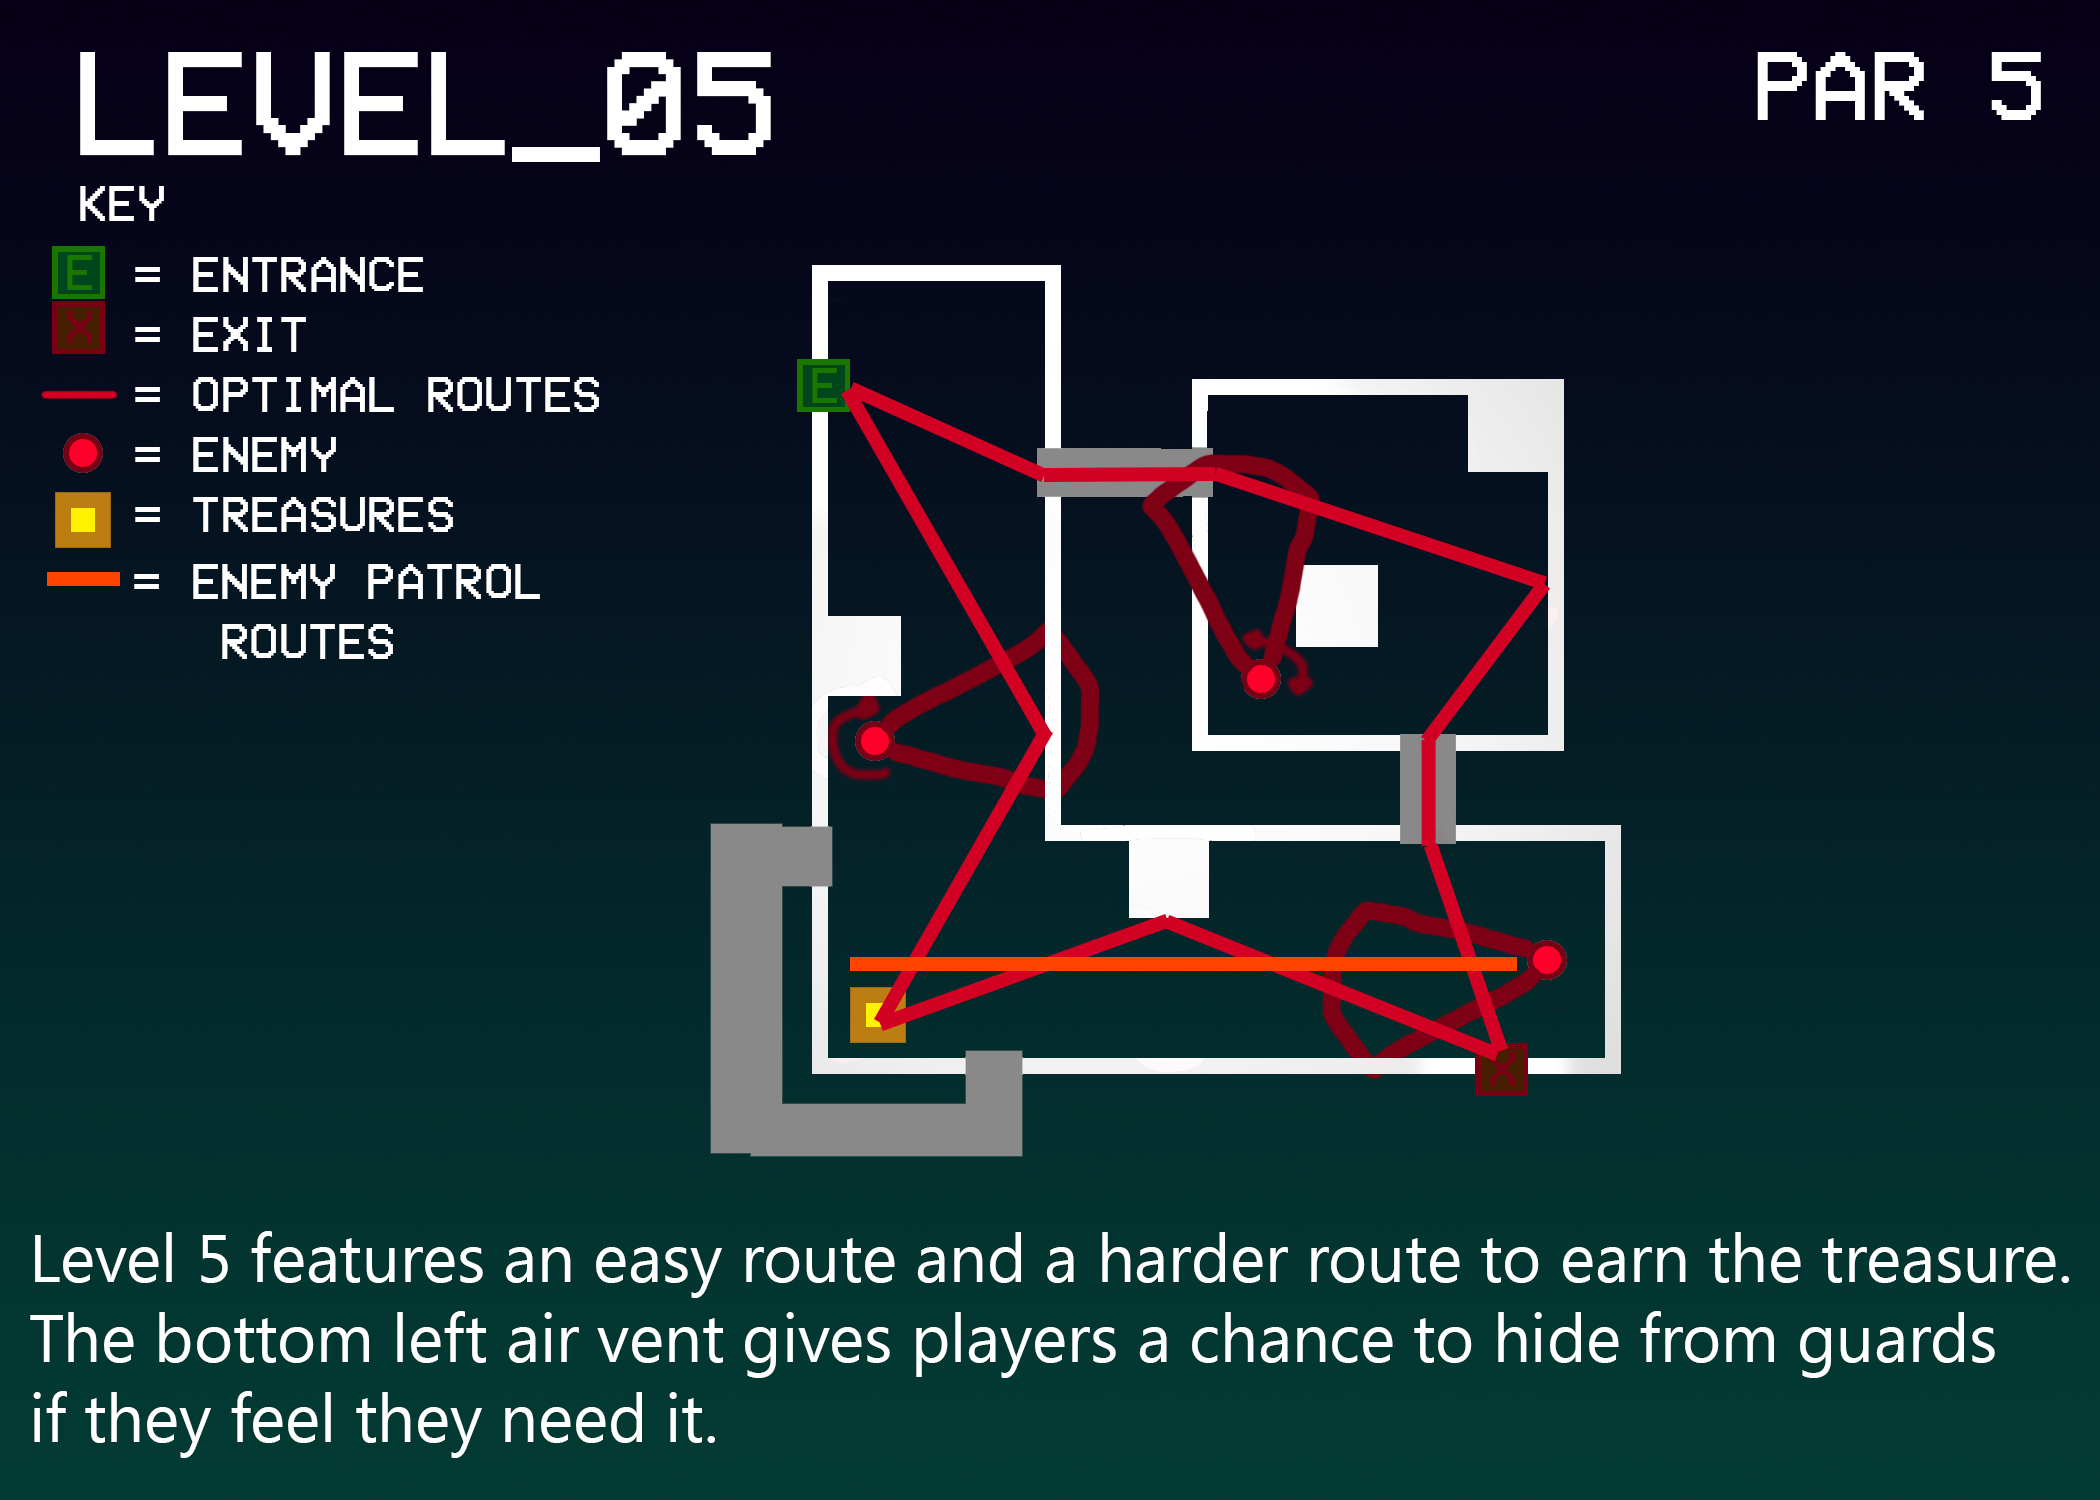 LEVEL_05
PAR 5
KEY
E = ENTRANCE
X = EXIT
= OPTIMAL ROUTES
= ENEMY
= TREASURES
= ENEMY PATROL
ROUTES
E
X
Level 5 features an easy route and a harder route to earn the treasure.
The bottom left air vent gives players a chance to hide from guards
if they feel they need it.